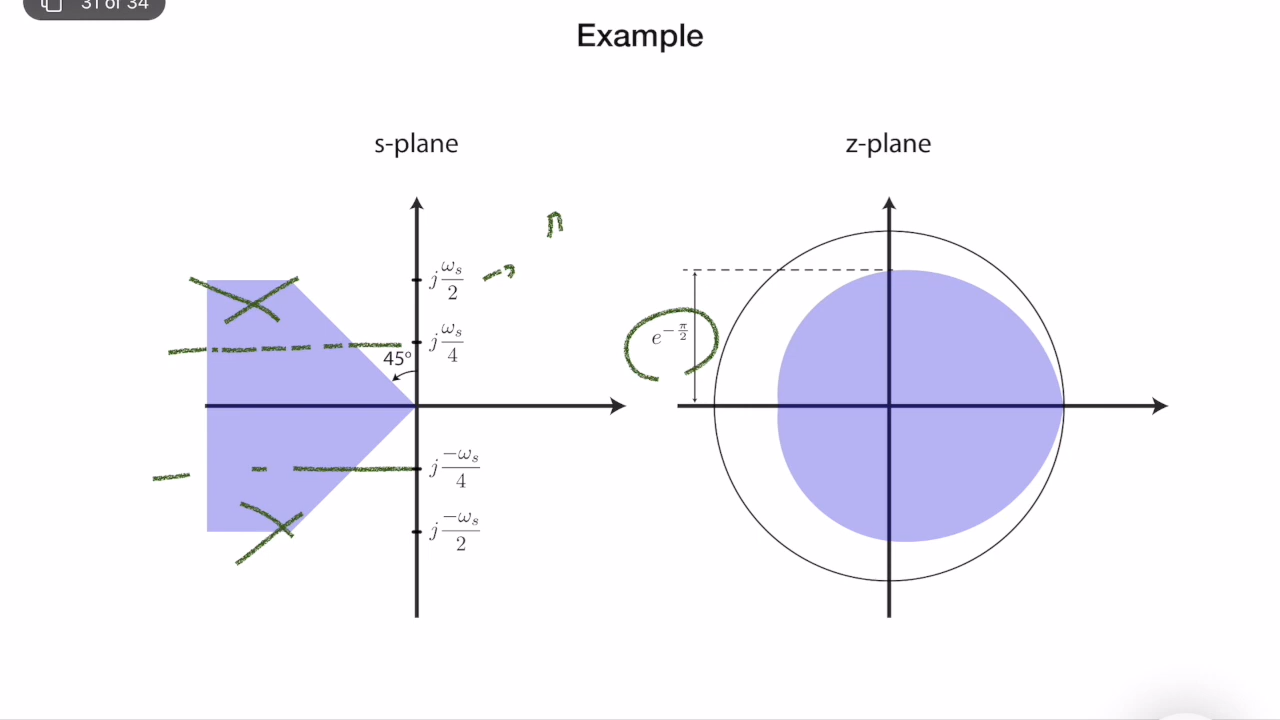 31 of 34
Example
s-plane
z-plane
n
j ω_s/2
j ω_s/4
45°
e^{-π/2}
j -ω_s/4
j -ω_s/2